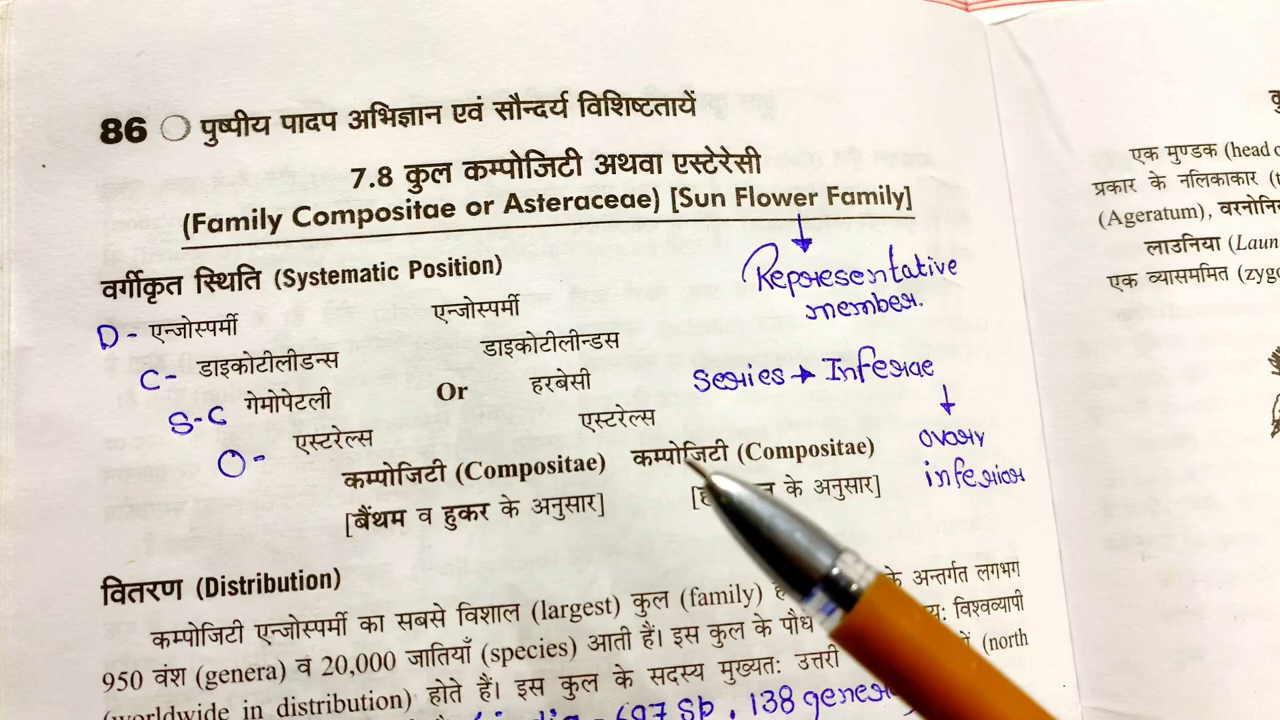 86 पुष्पीय पादप अभिज्ञान एवं सौन्दर्य विशिष्टतायें
7.8 कुल कम्पोजिटी अथवा एस्टेरेसी
(Family Compositae or Asteraceae) [Sun Flower Family]
Representative
member.
वर्गीकृत स्थिति (Systematic Position)
D- एन्जोस्पर्मी
C- डाइकोटीलीडन्स
S-C गेमोपेटली
O- एस्टरेल्स
कम्पोजिटी (Compositae)
[बैंथम व हुकर के अनुसार]
Or
एन्जोस्पर्मी
डाइकोटीलीन्डस
हरबेसी
एस्टरेल्स
कम्पोजिटी (Compositae)
के अनुसार]
Series → Inferae
ovary
inferior
वितरण (Distribution)
कम्पोजिटी एन्जोस्पर्मी का सबसे विशाल (largest) कुल (family) के अन्तर्गत लगभग
950 वंश (genera) व 20,000 जातियाँ (species) आती हैं। इस कुल के पौध विश्वव्यापी
(worldwide in distribution) होते हैं। इस कुल के सदस्य मुख्यतः उत्तरी (north
697 Sp. 138
एक मुण्डक (head
प्रकार के नलिकाकार
(Ageratum),
लाउनिया
एक व्यासममित